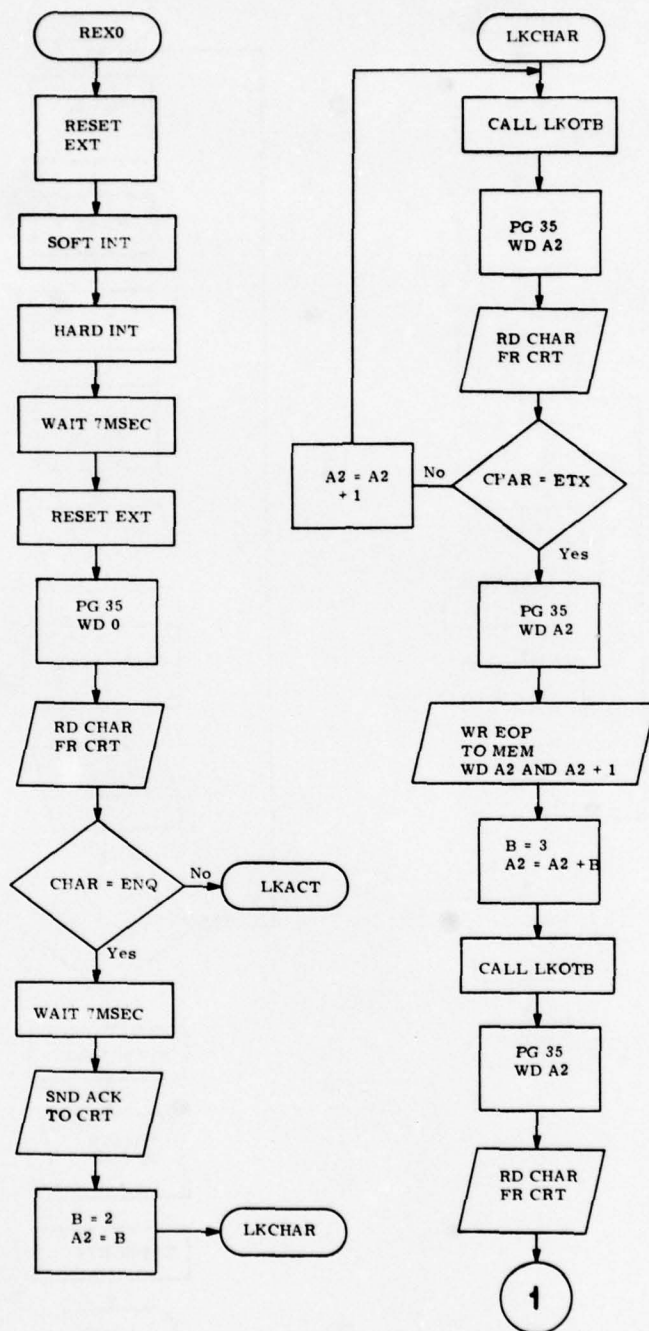 REX0
RESET
EXT
SOFT INT
HARD INT
WAIT 7MSEC
RESET EXT
PG 35
WD 0
RD CHAR
FR CRT
CHAR = ENQ
No
LKACT
Yes
WAIT 7MSEC
SND ACK
TO CRT
B = 2
A2 = B
LKCHAR
LKCHAR
CALL LKOTB
PG 35
WD A2
RD CHAR
FR CRT
CHAR = ETX
No
A2 = A2
+ 1
Yes
PG 35
WD A2
WR EOP
TO MEM
WD A2 AND A2 + 1
B = 3
A2 = A2 + B
CALL LKOTB
PG 35
WD A2
RD CHAR
FR CRT
1